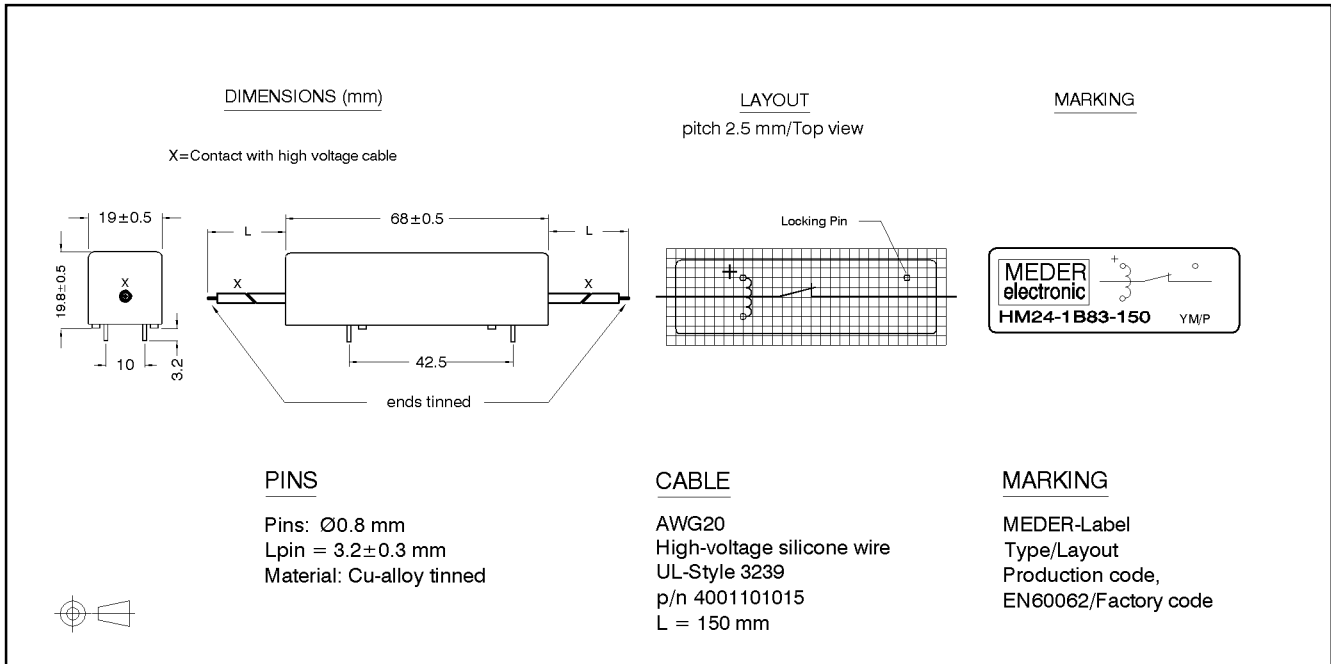 DIMENSIONS (mm)
X=Contact with high voltage cable
19±0.5
19.8±0.5
X
10
3.2
L
68±0.5
L
X
X
42.5
ends tinned
LAYOUT
pitch 2.5 mm/Top view
Locking Pin
+
MARKING
MEDER
electronic
+
HM24-1B83-150
YM/P
PINS
Pins: Ø0.8 mm
Lpin = 3.2±0.3 mm
Material: Cu-alloy tinned
CABLE
AWG20
High-voltage silicone wire
UL-Style 3239
p/n 4001101015
L = 150 mm
MARKING
MEDER-Label
Type/Layout
Production code,
EN60062/Factory code